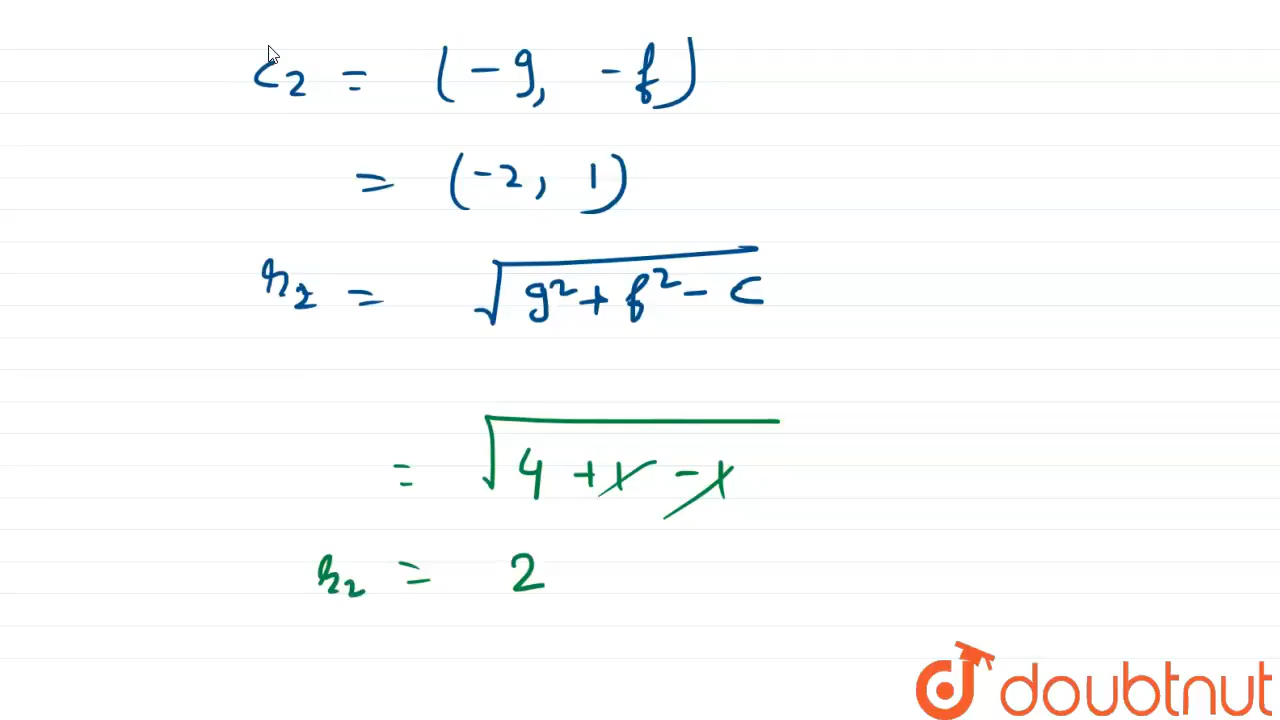 C₂ = (-g, -f)
= (-2, 1)
r₂ = √(g² + f² - c)
= √(4 + 1 - 1)
r₂ = 2
doubtnut